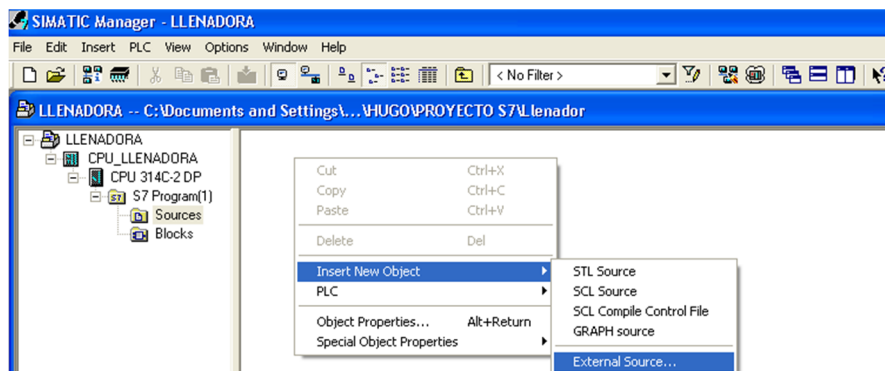 SIMATIC Manager - LLENADORA
File Edit Insert PLC View Options Window Help
< No Filter >
LLENADORA -- C:\Documents and Settings\...\HUGO\PROYECTO S7\Llenador
LLENADORA
CPU_LLENADORA
CPU 314C-2 DP
S7 Program(1)
Sources
Blocks
Cut Ctrl+X
Copy Ctrl+C
Paste Ctrl+V
Delete Del
Insert New Object
PLC
Object Properties... Alt+Return
Special Object Properties
STL Source
SCL Source
SCL Compile Control File
GRAPH source
External Source...